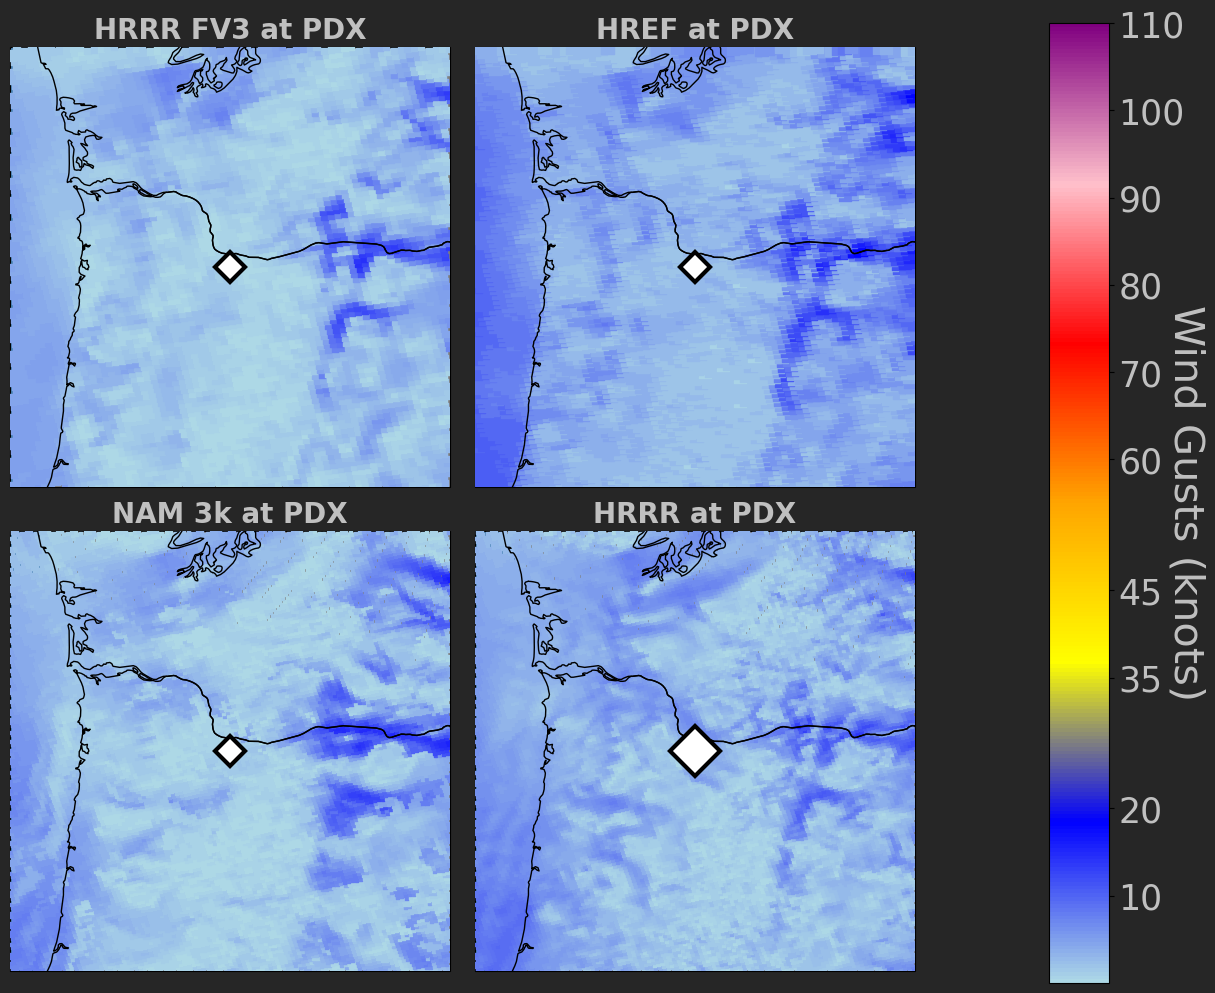 HRRR FV3 at PDX
HREF at PDX
NAM 3k at PDX
HRRR at PDX
110
100
90
80
70
60
45
35
20
10
Wind Gusts (knots)